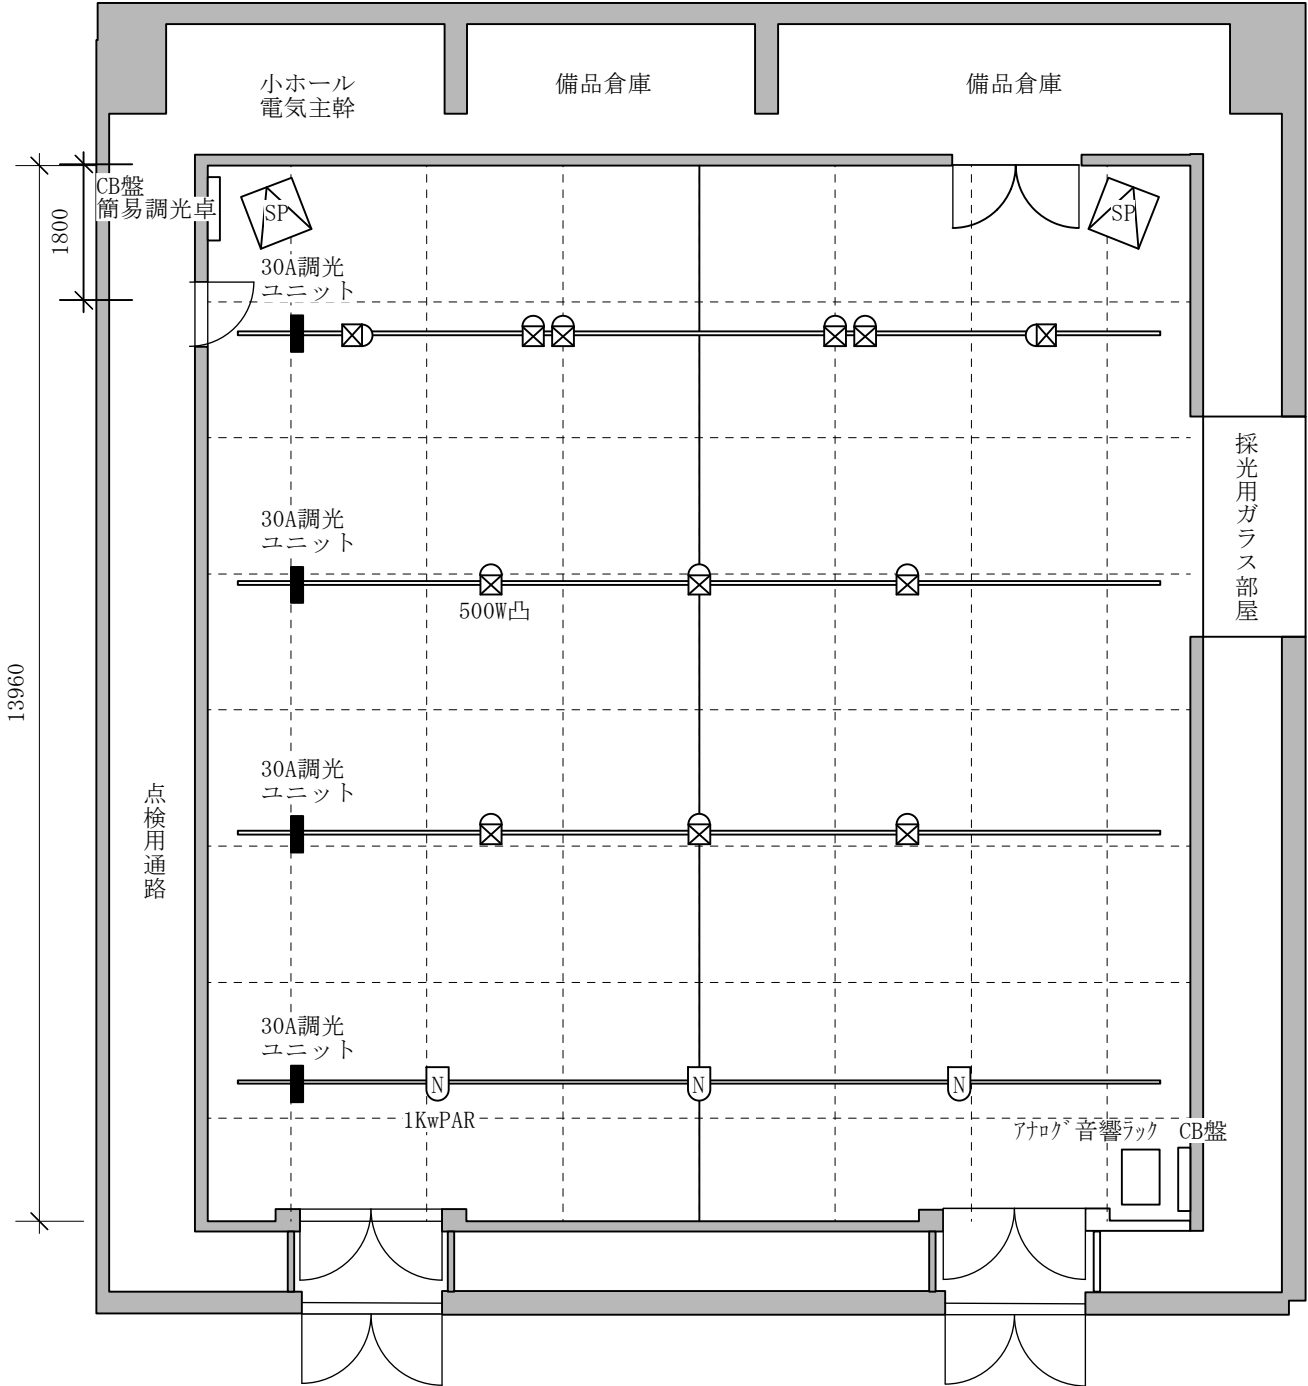 小ホール
電気主幹
備品倉庫
備品倉庫
CB盤
簡易調光卓
SP
SP
1800
30A調光
ユニット
採光用ガラス部屋
30A調光
ユニット
500W凸
13960
30A調光
ユニット
点検用通路
30A調光
ユニット
N
N
N
1KwPAR
ｱﾅﾛｸﾞ音響ﾗｯｸ
CB盤